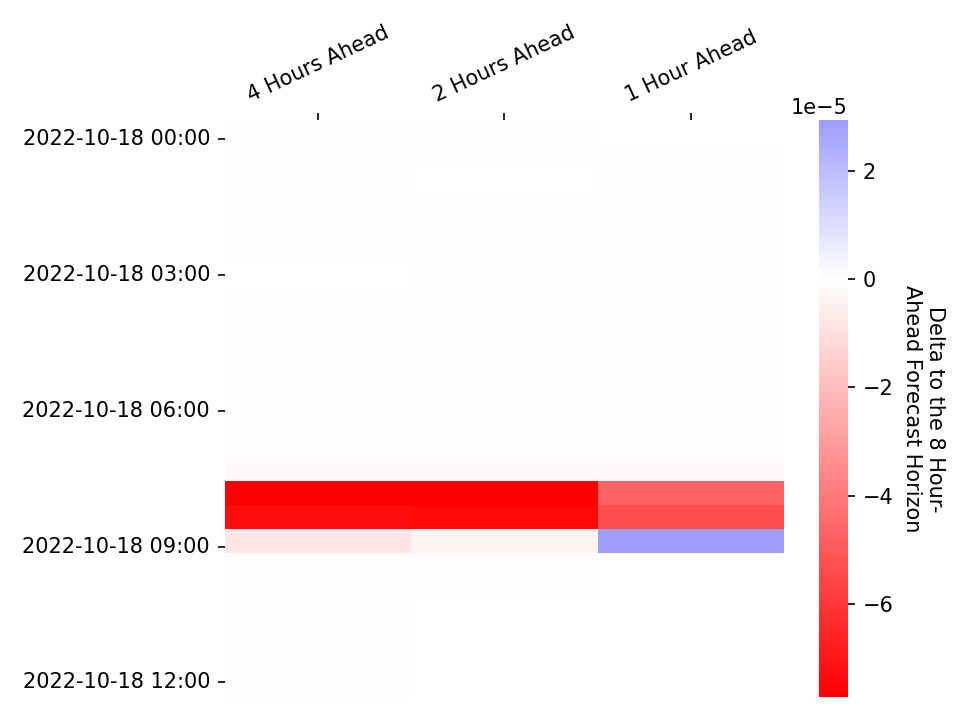 4 Hours Ahead
2 Hours Ahead
1 Hour Ahead
2022-10-18 00:00
2022-10-18 03:00
2022-10-18 06:00
2022-10-18 09:00
2022-10-18 12:00
1e−5
2
0
−2
−4
−6
Delta to the 8 Hour-
Ahead Forecast Horizon